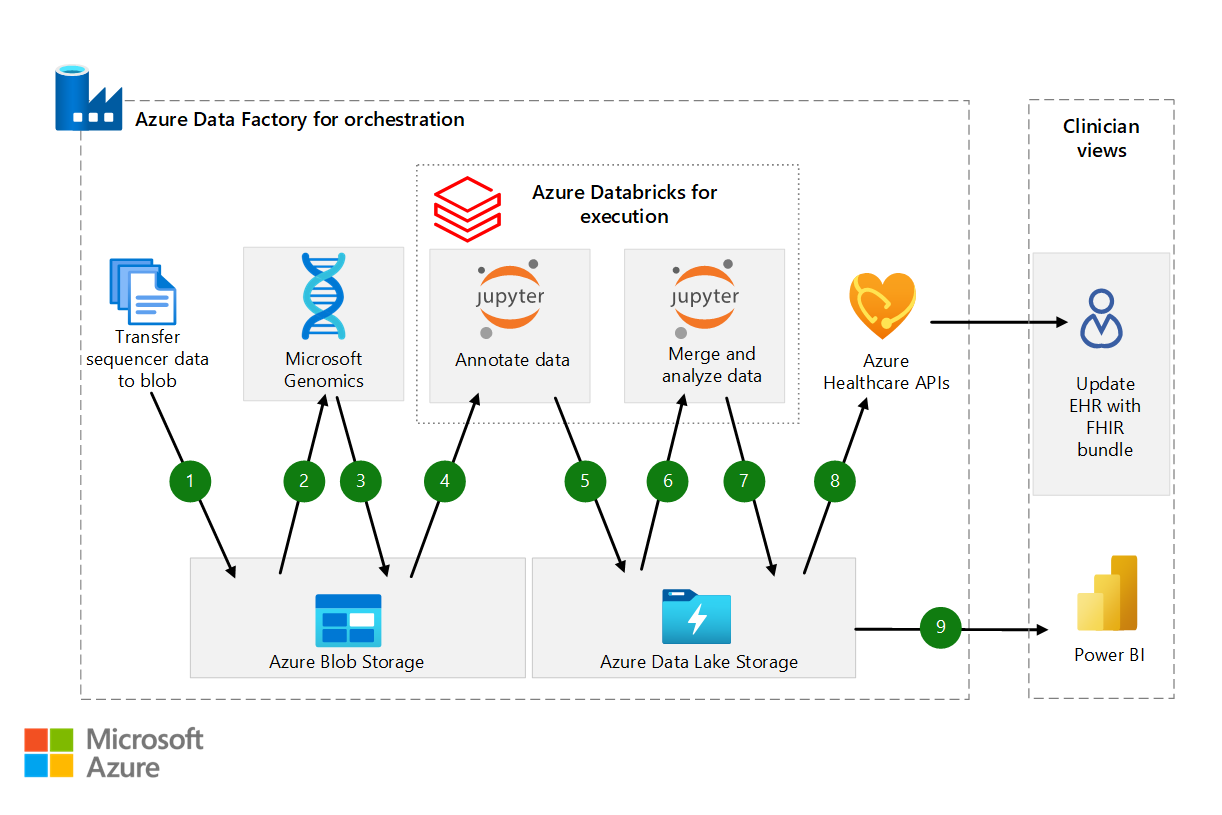 Azure Data Factory for orchestration
Clinician
views
Azure Databricks for
execution
Transfer
sequencer data
to blob
Microsoft
Genomics
jupyter
Annotate data
jupyter
Merge and
analyze data
Azure
Healthcare APIs
Update
EHR with
FHIR
bundle
1
2
3
4
5
6
7
8
Azure Blob Storage
Azure Data Lake Storage
9
Power BI
Microsoft
Azure